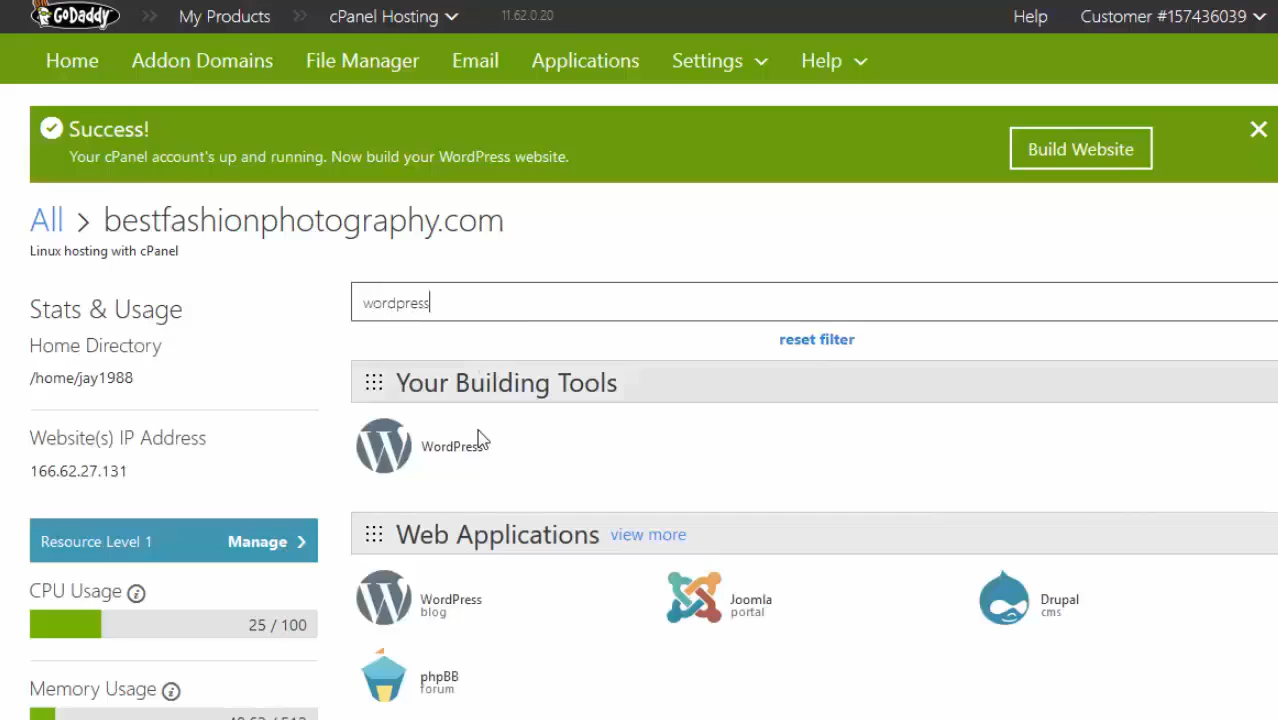 GoDaddy My Products cPanel Hosting 11.62.0.20 Help Customer #157436039
Home Addon Domains File Manager Email Applications Settings Help
Success!
Your cPanel account's up and running. Now build your WordPress website.
Build Website
All > bestfashionphotography.com
Linux hosting with cPanel
Stats & Usage
Home Directory
/home/jay1988
Website(s) IP Address
166.62.27.131
Resource Level 1 Manage
CPU Usage
25 / 100
Memory Usage
wordpress
reset filter
Your Building Tools
WordPress
Web Applications view more
WordPress
blog
Joomla
portal
Drupal
cms
phpBB
forum